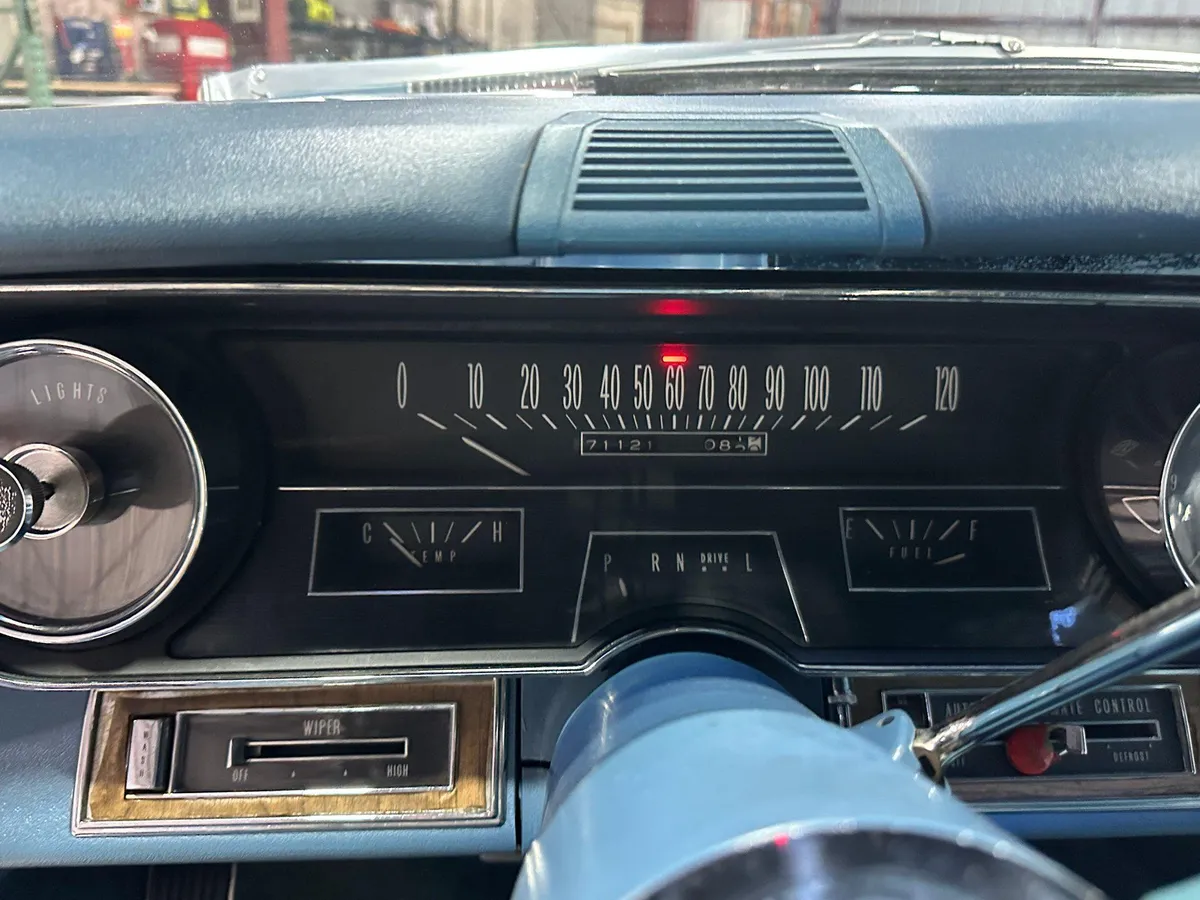 LIGHTS
0 10 20 30 40 50 60 70 80 90 100 110 120
71121 08
C H
TEMP
P R N DRIVE L
E F
FUEL
WASH
WIPER
OFF HIGH
CONTROL
DEFROST